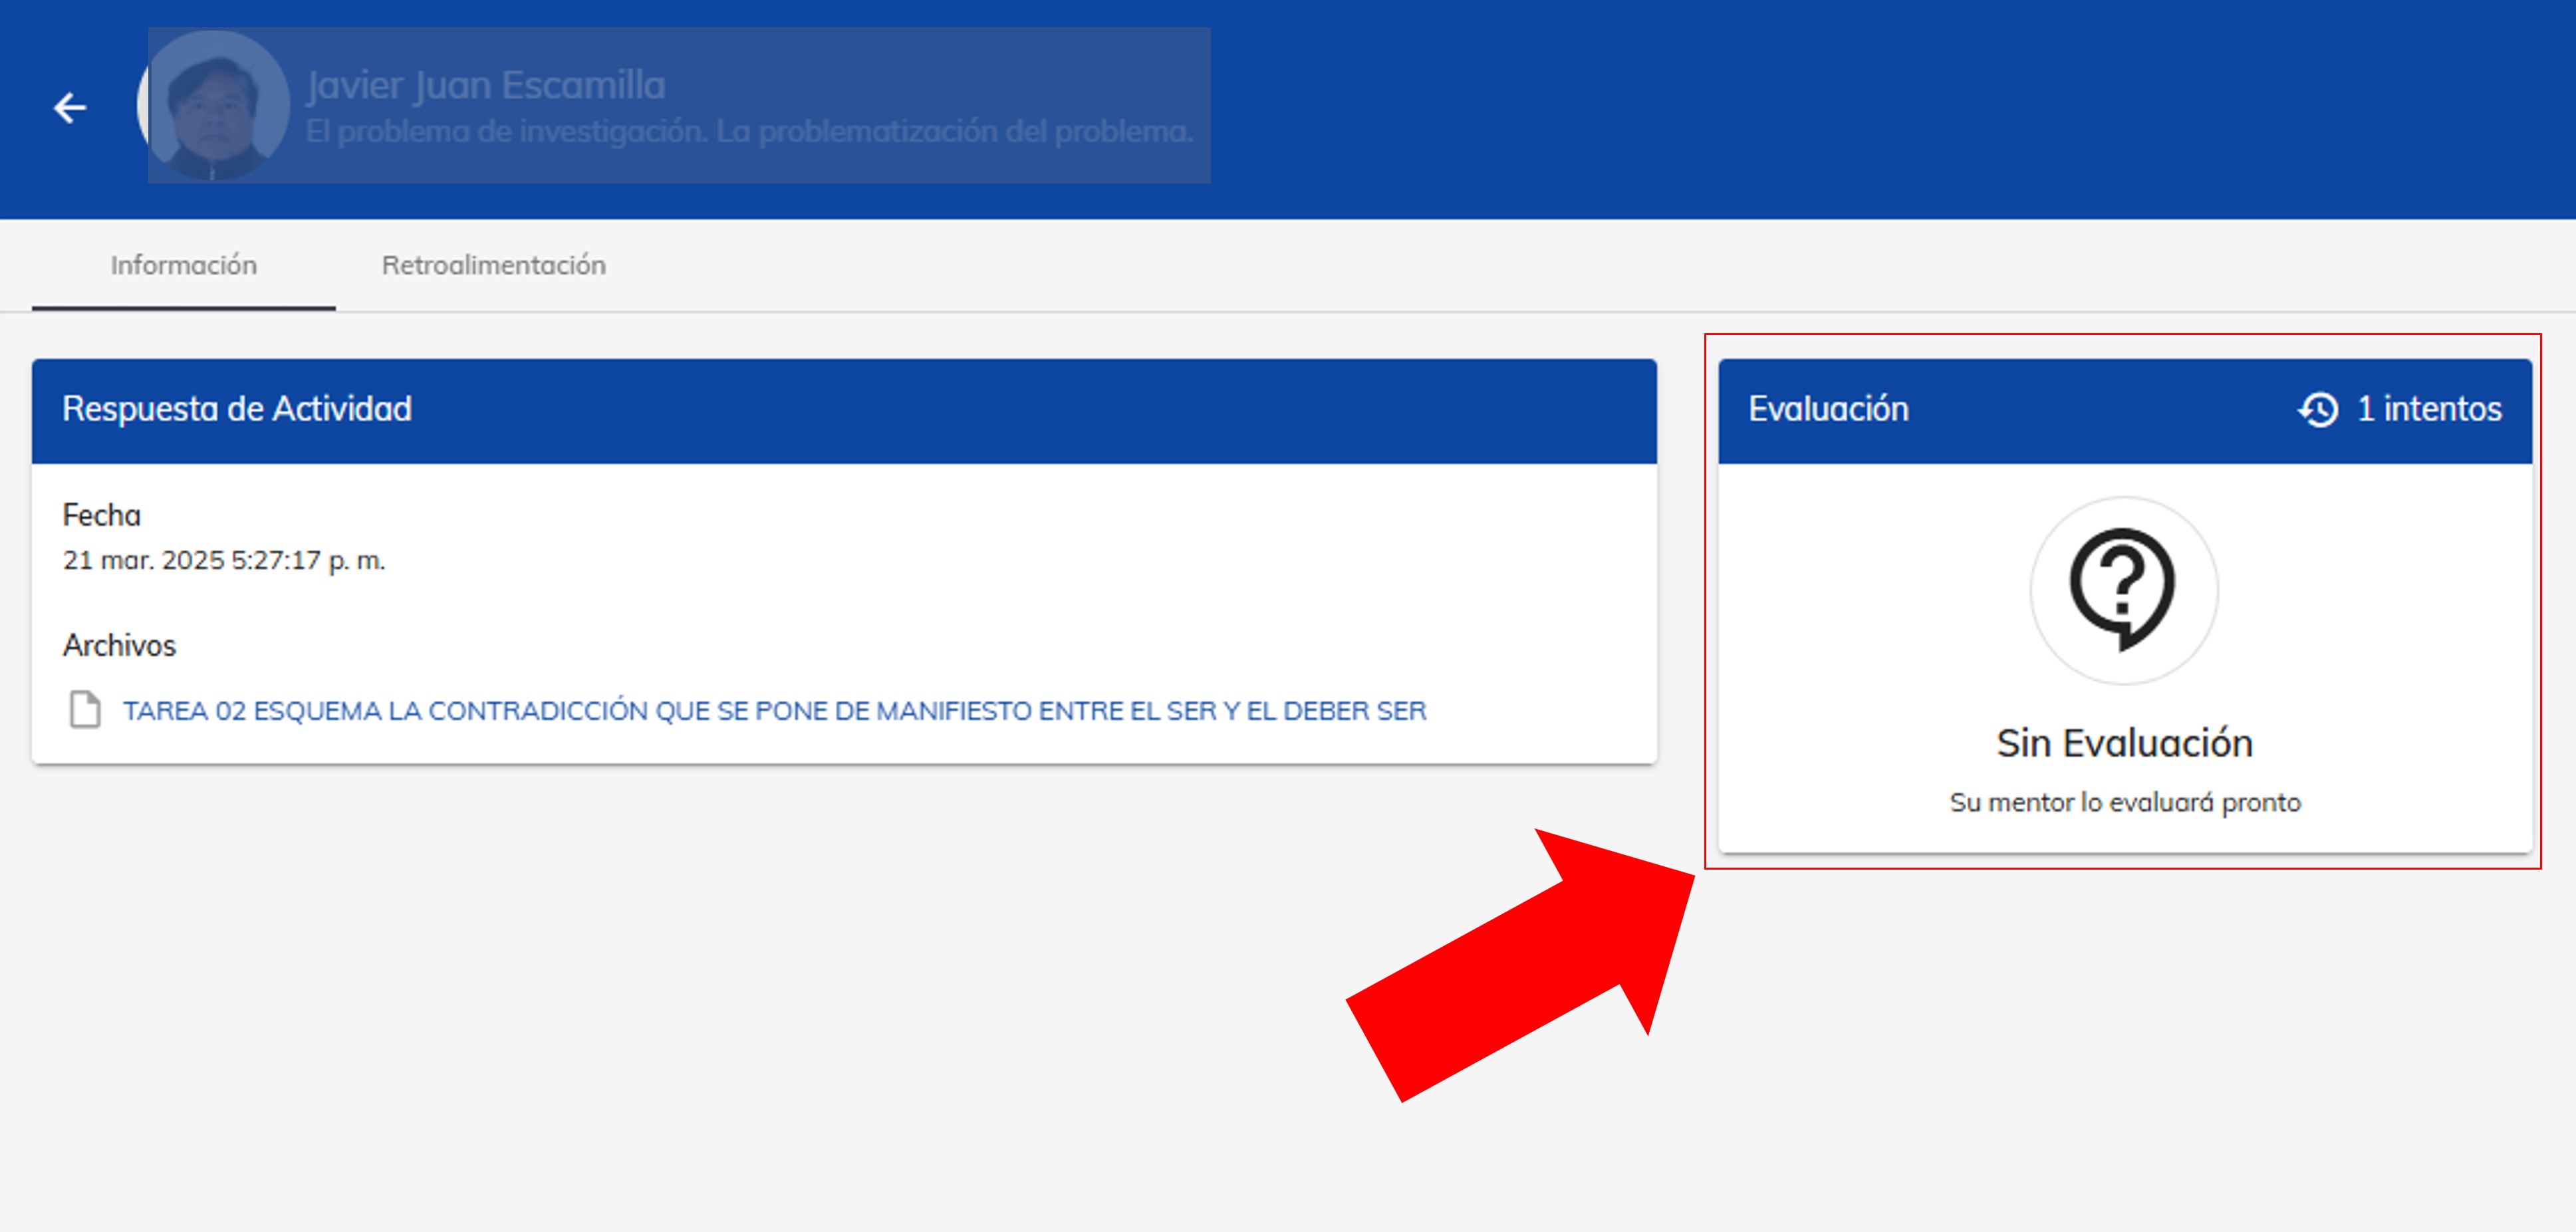 Javier Juan Escamilla
El problema de investigación. La problematización del problema.
Información
Retroalimentación
Respuesta de Actividad
Fecha
21 mar. 2025 5:27:17 p. m.
Archivos
TAREA 02 ESQUEMA LA CONTRADICCIÓN QUE SE PONE DE MANIFIESTO ENTRE EL SER Y EL DEBER SER
Evaluación
1 intentos
Sin Evaluación
Su mentor lo evaluará pronto